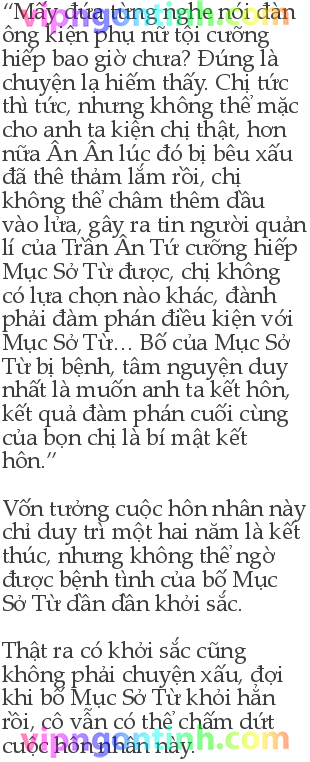 “Mấy đứa từng nghe nói đàn
ông kiện phụ nữ tội cưỡng
hiếp bao giờ chưa? Đúng là
chuyện lạ hiếm thấy. Chị tức
thì tức, nhưng không thể mặc
cho anh ta kiện chị thật, hơn
nữa Ân Ân lúc đó bị bêu xấu
đã thê thảm lắm rồi, chị
không thể châm thêm dầu
vào lửa, gây ra tin người quản
lí của Trần Ân Tứ cưỡng hiếp
Mục Sở Từ được, chị không
có lựa chọn nào khác, đành
phải đàm phán điều kiện với
Mục Sở Từ… Bố của Mục Sở
Từ bị bệnh, tâm nguyện duy
nhất là muốn anh ta kết hôn,
kết quả đàm phán cuối cùng
của bọn chị là bí mật kết
hôn.”
Vốn tưởng cuộc hôn nhân này
chỉ duy trì một hai năm là kết
thúc, nhưng không thể ngờ
được bệnh tình của bố Mục
Sở Từ dần dần khởi sắc.
Thật ra có khởi sắc cũng
không phải chuyện xấu, đợi
khi bố Mục Sở Từ khỏi hẳn
rồi, cô vẫn có thể chấm dứt
cuộc hôn nhân này.
vipngontinh.com
vipngontinh.com